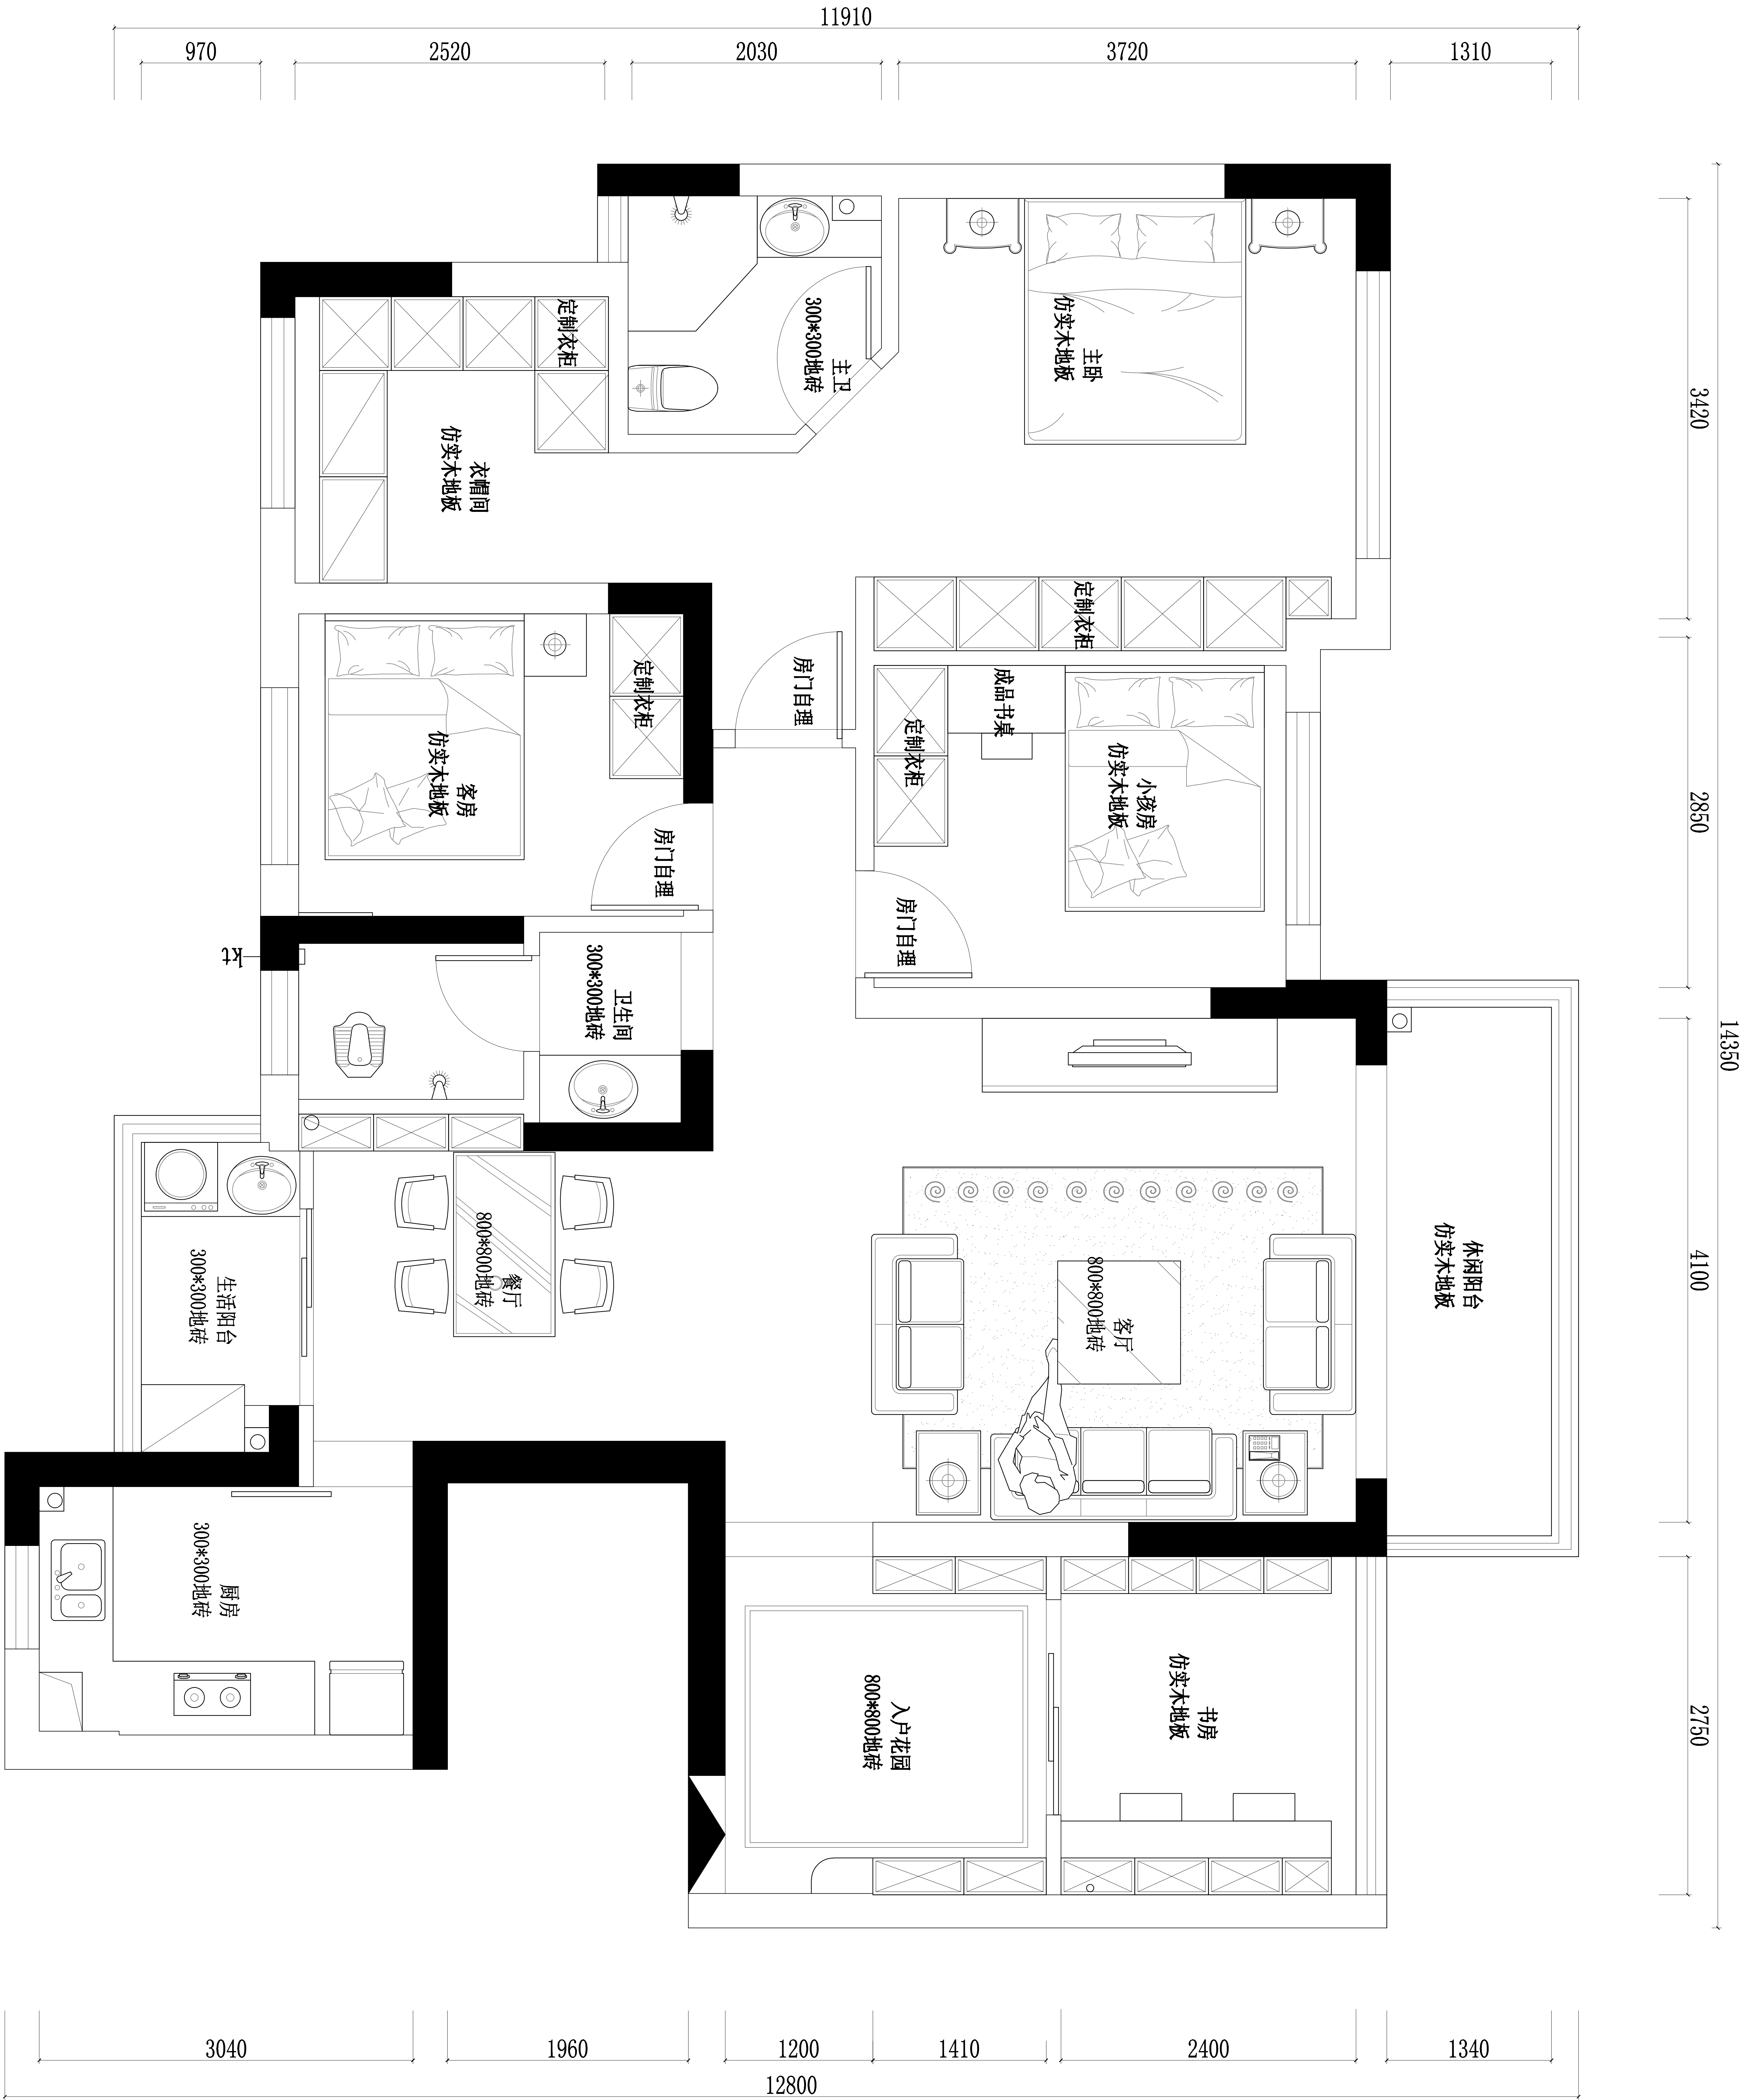 11910
970
2520
2030
3720
1310
定制衣柜
主卫
300*300地砖
主卧
仿实木地板
衣帽间
仿实木地板
3420
定制衣柜
定制衣柜
房门自理
成品书桌
定制衣柜
客房
仿实木地板
小孩房
仿实木地板
2850
房门自理
房门自理
kt
卫生间
300*300地砖
14350
生活阳台
300*300地砖
餐厅
800*800地砖
客厅
800*800地砖
休闲阳台
仿实木地板
4100
厨房
300*300地砖
入户花园
800*800地砖
书房
仿实木地板
2750
3040
1960
1200
1410
2400
1340
12800